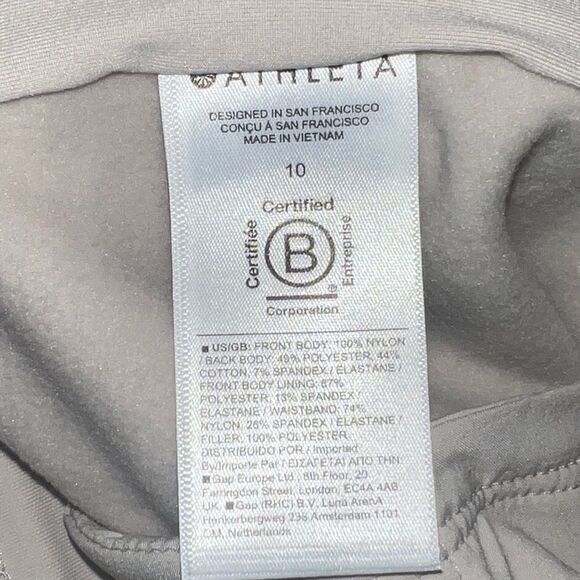 ATHLETA
DESIGNED IN SAN FRANCISCO
CONÇU À SAN FRANCISCO
MADE IN VIETNAM
10
Certified
Certifiée
B
Entreprise
®
Corporation
■ US/GB: FRONT BODY: 100% NYLON
/ BACK BODY: 49% POLYESTER, 44%
COTTON, 7% SPANDEX / ELASTANE /
FRONT BODY LINING: 87%
POLYESTER, 13% SPANDEX /
ELASTANE / WAISTBAND: 74%
NYLON, 26% SPANDEX / ELASTANE /
FILLER: 100% POLYESTER
DISTRIBUIDO POR / Imported
By/Importe Par / ΕΙΣΑΓΕΤΑΙ ΑΠΟ ΤΗΝ:
■ Gap Europe Ltd., 8th Floor, 20
Farringdon Street, London, EC4A 4AB
UK, ■ Gap (RHC) B.V, Luna ArenA
Herikerbergweg 238 Amsterdam 1101
CM, Netherlands